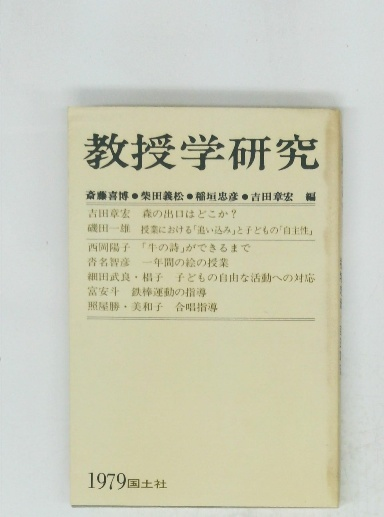 教授学研究
斎藤喜博●柴田義松●稲垣忠彦●吉田章宏 編
吉田章宏 森の出口はどこか?
磯田一雄 授業における「追い込み」と子どもの「自主性」
西岡陽子 「牛の詩」ができるまで
沓名智彦 一年間の絵の授業
細田武良・椙子 子どもの自由な活動への対応
富安斗 鉄棒運動の指導
照屋勝・美和子 合唱指導
1979国土社